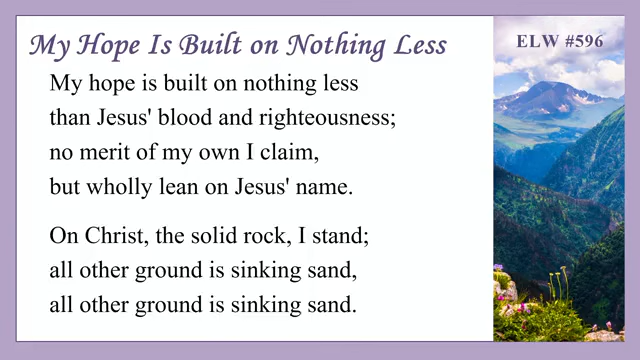 My Hope Is Built on Nothing Less
ELW #596
My hope is built on nothing less
than Jesus' blood and righteousness;
no merit of my own I claim,
but wholly lean on Jesus' name.
On Christ, the solid rock, I stand;
all other ground is sinking sand,
all other ground is sinking sand.